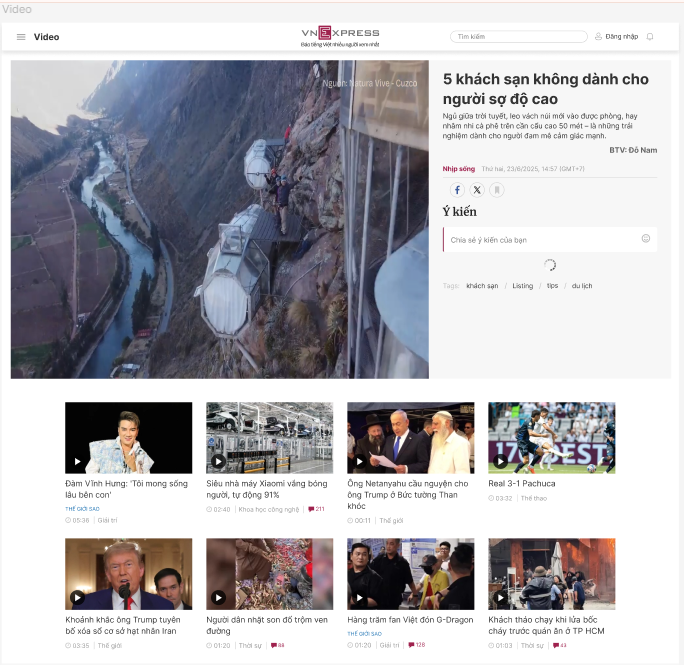 Video
Video
VNEXPRESS
Báo tiếng Việt nhiều người xem nhất
Tìm kiếm
Đăng nhập
Nguồn: Natura Vive - Cuzco
5 khách sạn không dành cho
người sợ độ cao
Ngủ giữa trời tuyết, leo vách núi mới vào được phòng, hay
nhâm nhi cà phê trên cần cẩu cao 50 mét – là những trải
nghiệm dành cho người đam mê cảm giác mạnh.
BTV: Đỗ Nam
Nhịp sống Thứ hai, 23/6/2025, 14:57 (GMT+7)
Ý kiến
Chia sẻ ý kiến của bạn
Tags: khách sạn / Listing / tips / du lịch
Đàm Vĩnh Hưng: 'Tôi mong sống
lâu bên con'
THẾ GIỚI SAO
05:36 | Giải trí
Siêu nhà máy Xiaomi vắng bóng
người, tự động 91%
02:40 | Khoa học công nghệ | 211
Ông Netanyahu cầu nguyện cho
ông Trump ở Bức tường Than
khóc
00:11 | Thế giới
Real 3-1 Pachuca
03:32 | Thể thao
Khoảnh khắc ông Trump tuyên
bố xóa sổ cơ sở hạt nhân Iran
03:35 | Thế giới
Người dân nhặt son đổ trộm ven
đường
01:20 | Thời sự | 88
Hàng trăm fan Việt đón G-Dragon
THẾ GIỚI SAO
01:20 | Giải trí | 128
Khách tháo chạy khi lửa bốc
cháy trước quán ăn ở TP HCM
01:03 | Thời sự | 43